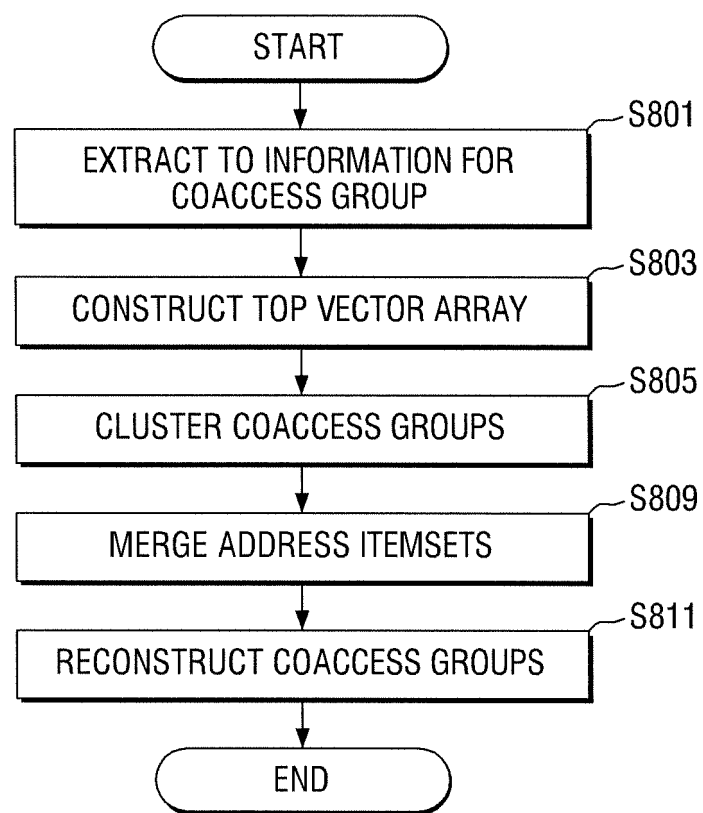 START
S801
EXTRACT TO INFORMATION FOR
COACCESS GROUP
S803
CONSTRUCT TOP VECTOR ARRAY
S805
CLUSTER COACCESS GROUPS
S809
MERGE ADDRESS ITEMSETS
S811
RECONSTRUCT COACCESS GROUPS
END